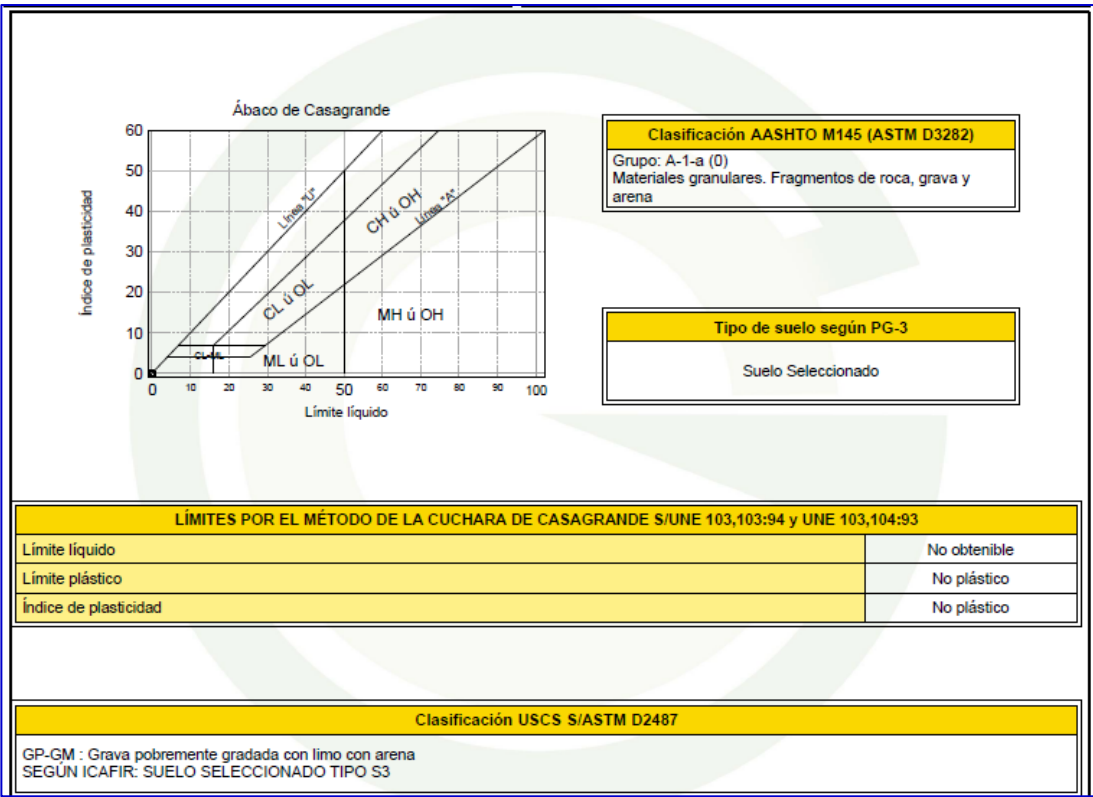 Ábaco de Casagrande
60
50
40
30
20
10
0
Índice de plasticidad
Línea "U"
CH ú OH
Línea "A"
CL ú OL
MH ú OH
CL-ML
ML ú OL
0 10 20 30 40 50 60 70 80 90 100
Límite líquido
Clasificación AASHTO M145 (ASTM D3282)
Grupo: A-1-a (0)
Materiales granulares. Fragmentos de roca, grava y
arena
Tipo de suelo según PG-3
Suelo Seleccionado
LÍMITES POR EL MÉTODO DE LA CUCHARA DE CASAGRANDE S/UNE 103,103:94 y UNE 103,104:93
Límite líquido No obtenible
Límite plástico No plástico
Índice de plasticidad No plástico
Clasificación USCS S/ASTM D2487
GP-GM : Grava pobremente gradada con limo con arena
SEGÚN ICAFIR: SUELO SELECCIONADO TIPO S3